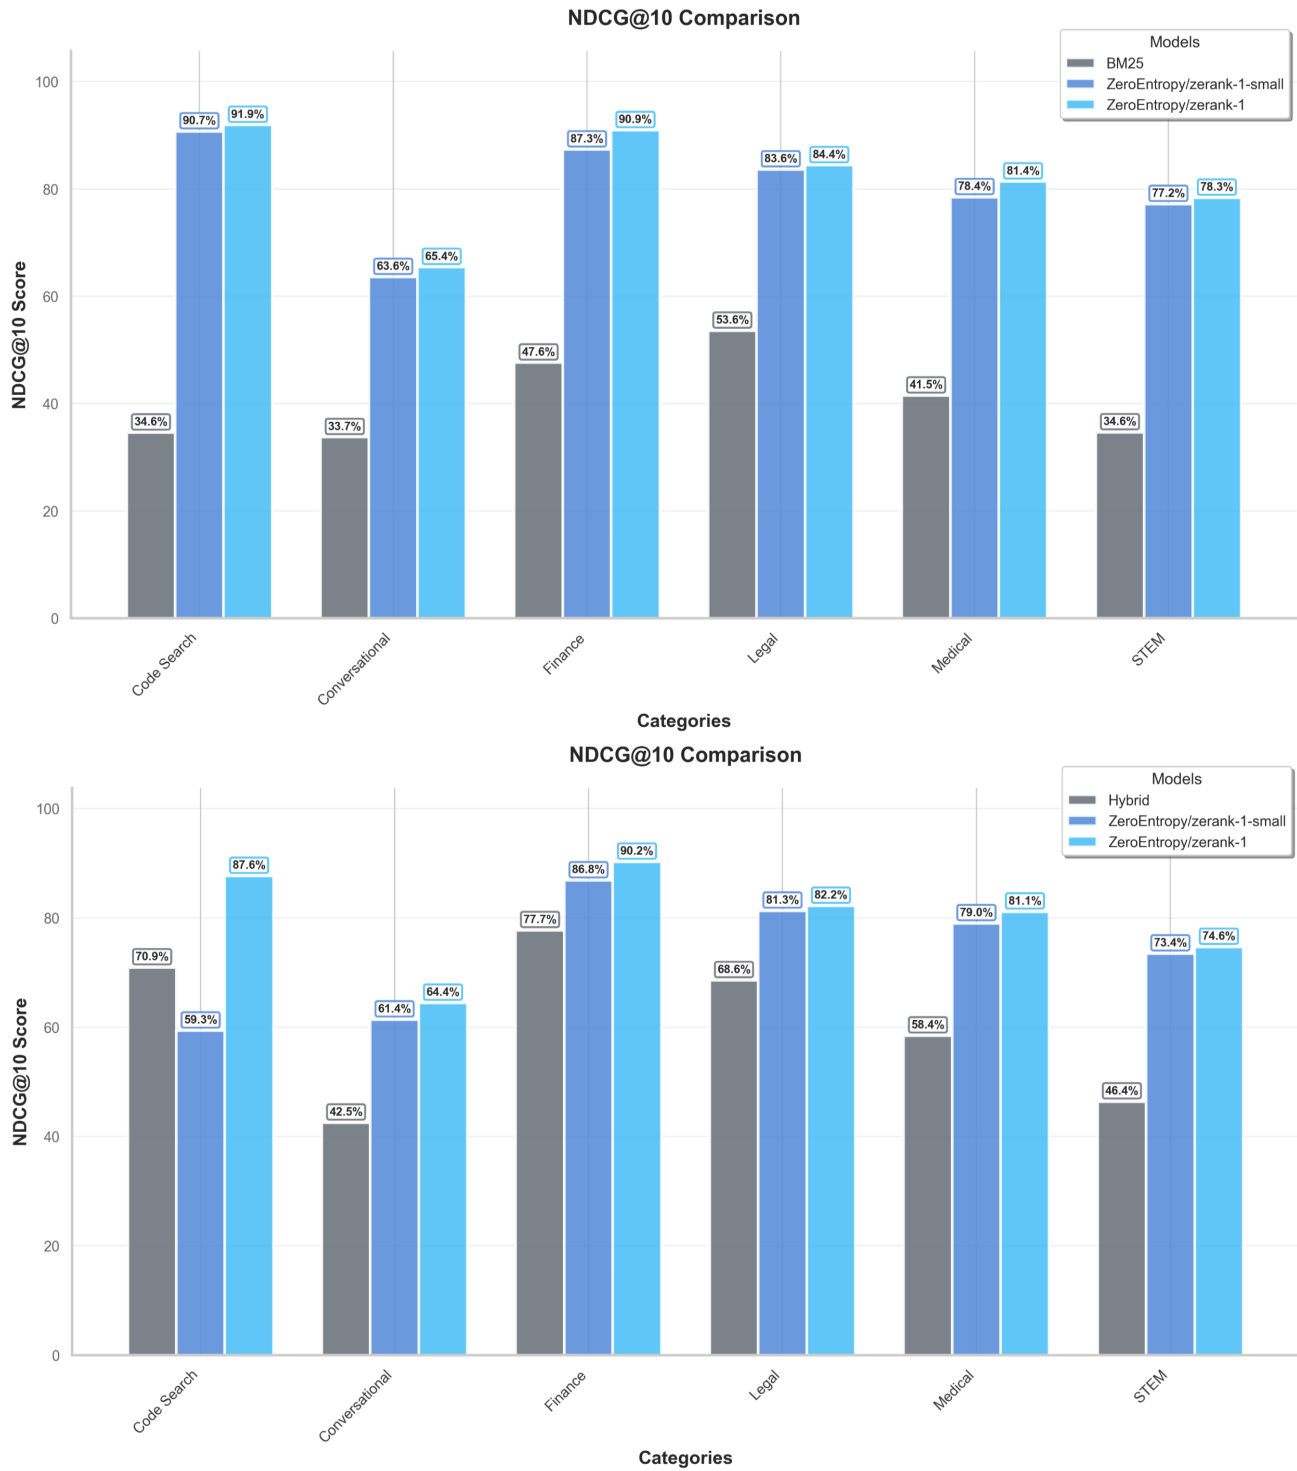 NDCG@10 Comparison
Models
BM25
ZeroEntropy/zerank-1-small
ZeroEntropy/zerank-1
NDCG@10 Score
100
80
60
40
20
0
34.6%
90.7%
91.9%
33.7%
63.6%
65.4%
47.6%
87.3%
90.9%
53.6%
83.6%
84.4%
41.5%
78.4%
81.4%
34.6%
77.2%
78.3%
Code Search
Conversational
Finance
Legal
Medical
STEM
Categories
NDCG@10 Comparison
Models
Hybrid
ZeroEntropy/zerank-1-small
ZeroEntropy/zerank-1
NDCG@10 Score
100
80
60
40
20
0
70.9%
59.3%
87.6%
42.5%
61.4%
64.4%
77.7%
86.8%
90.2%
68.6%
81.3%
82.2%
58.4%
79.0%
81.1%
46.4%
73.4%
74.6%
Code Search
Conversational
Finance
Legal
Medical
STEM
Categories